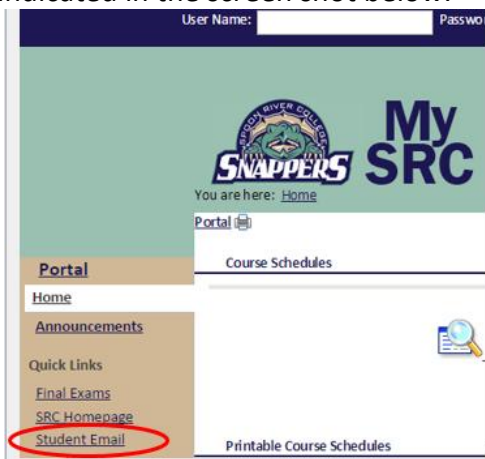 indicated in the screen shot below.
User Name: Passwo
SPOON RIVER COLLEGE
SNAPPERS
My
SRC
You are here: Home
Portal
Course Schedules
Portal
Home
Announcements
Quick Links
Final Exams
SRC Homepage
Student Email
Printable Course Schedules